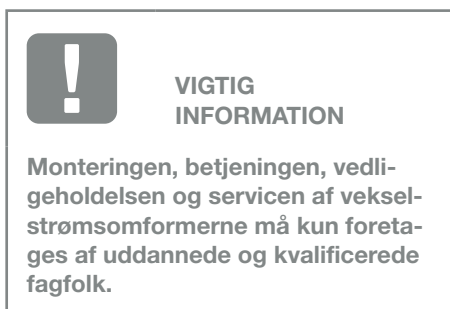 VIGTIG
INFORMATION
Monteringen, betjeningen, vedli-
geholdelsen og servicen af veksel-
strømsomformerne må kun foreta-
ges af uddannede og kvalificerede
fagfolk.